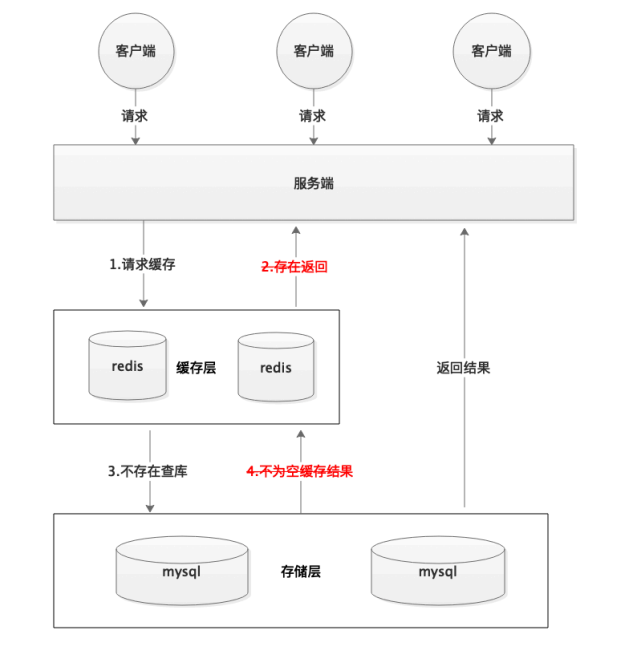 客户端
客户端
客户端
请求
请求
请求
服务端
1.请求缓存
2.存在返回
redis
缓存层
redis
返回结果
3.不存在查库
4.不为空缓存结果
mysql
存储层
mysql